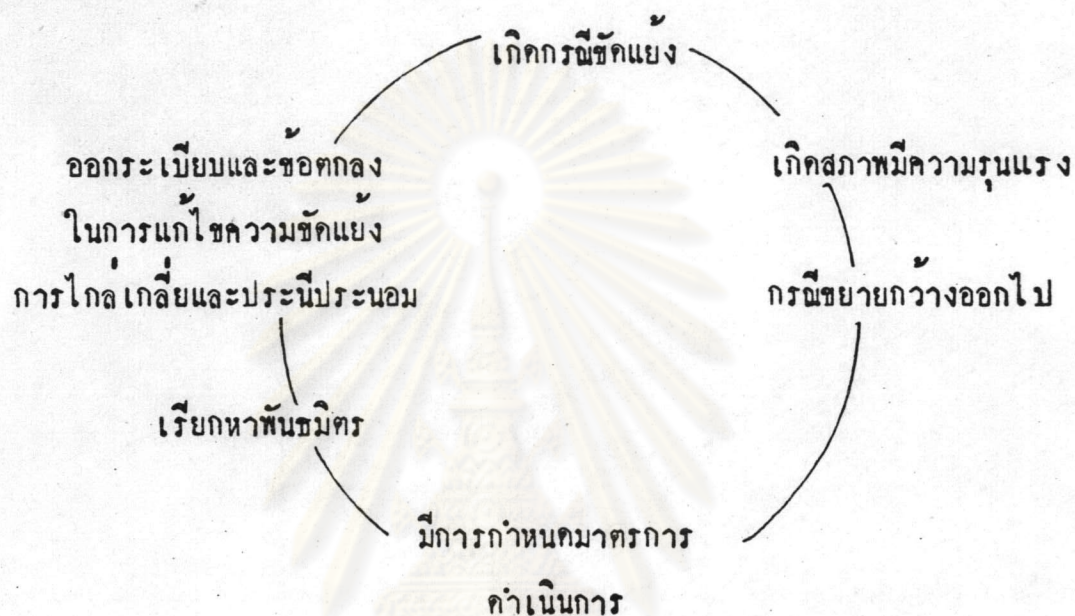 เกิดกรณีขัดแย้ง
เกิดสภาพมีความรุนแรง
กรณีขยายกว้างออกไป
มีการกำหนดมาตรการ
ดำเนินการ
เรียกหาพันธมิตร
ออกระเบียบและข้อตกลง
ในการแก้ไขความขัดแย้ง
การไกล่เกลี่ยและประนีประนอม